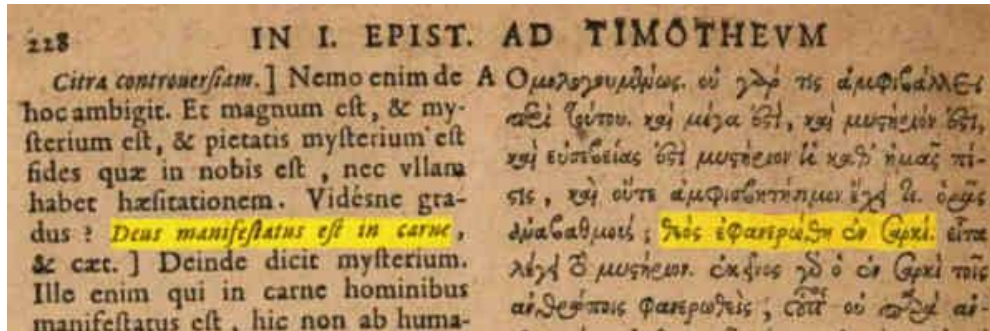 228 IN I. EPIST. AD TIMOTHEVM
Citra controuerſiam.] Nemo enim de
hoc ambigit. Et magnum eſt, & my-
ſterium eſt, & pietatis myſterium eſt
fides quæ in nobis eſt, nec vllam
habet hæſitationem. Vidéſne gra-
dus? Deus manifeſtatus eſt in carne,
& cæt.] Deinde dicit myſterium.
Ille enim qui in carne hominibus
manifeſtatus eſt, hic non ab huma-
A Ομολογουμένως. οὐ γάρ τις ἀμφιβάλλει
περὶ τούτου. καὶ μέγα ἐστὶ, καὶ μυστήριόν ἐστι,
καὶ εὐσεβείας ἐστὶ μυστήριον ἡ καθ' ἡμᾶς πί-
στις, καὶ οὔτε ἀμφισβητήσιμον ἔχει τι. ὁρᾷς
ἀναβαθμούς; θεὸς ἐφανερώθη ἐν σαρκί. εἶτα
λέγει τὸ μυστήριον. ἐκεῖνος γὰρ ὁ ἐν σαρκὶ τοῖς
ἀνθρώποις φανερωθεὶς, οὐ